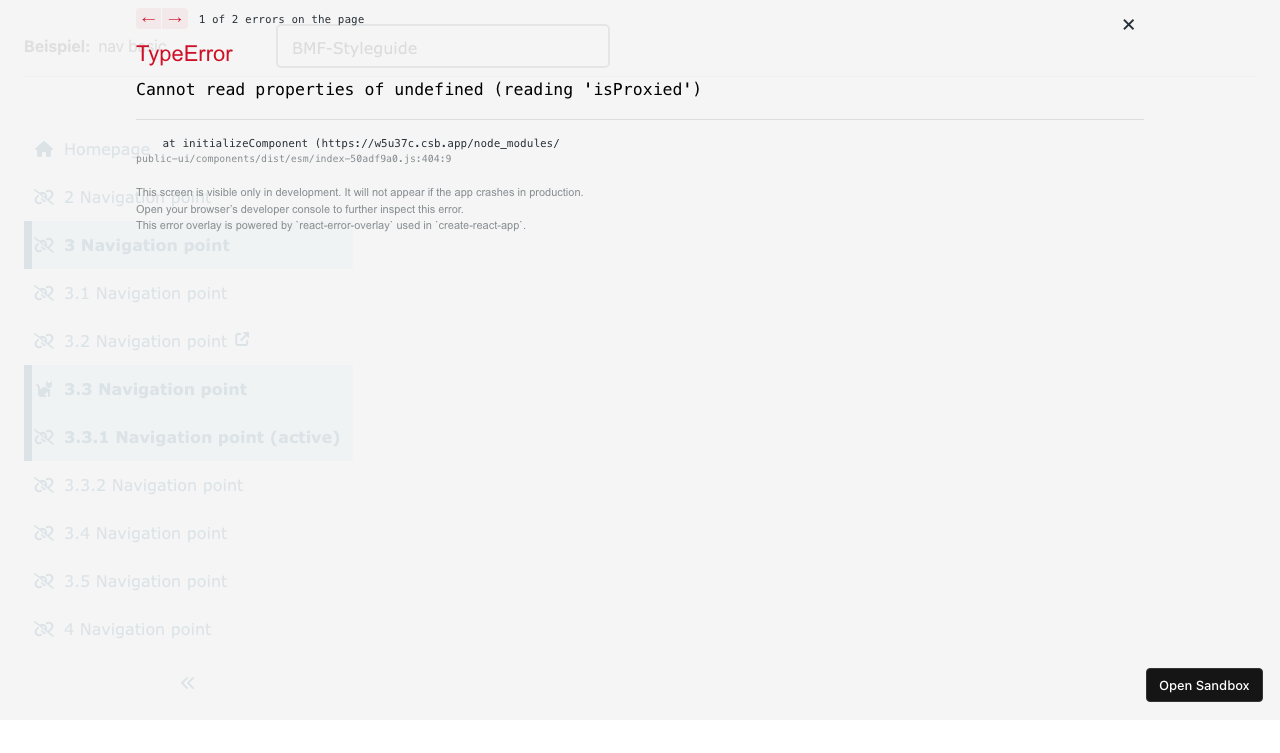 ← → 1 of 2 errors on the page
Beispiel: nav basic
BMF-Styleguide
TypeError
Cannot read properties of undefined (reading 'isProxied')
at initializeComponent (https://w5u37c.csb.app/node_modules/
public-ui/components/dist/esm/index-50adf9a0.js:404:9
Homepage
2 Navigation point
This screen is visible only in development. It will not appear if the app crashes in production.
Open your browser's developer console to further inspect this error.
This error overlay is powered by `react-error-overlay` used in `create-react-app`.
3 Navigation point
3.1 Navigation point
3.2 Navigation point
3.3 Navigation point
3.3.1 Navigation point (active)
3.3.2 Navigation point
3.4 Navigation point
3.5 Navigation point
4 Navigation point
Open Sandbox